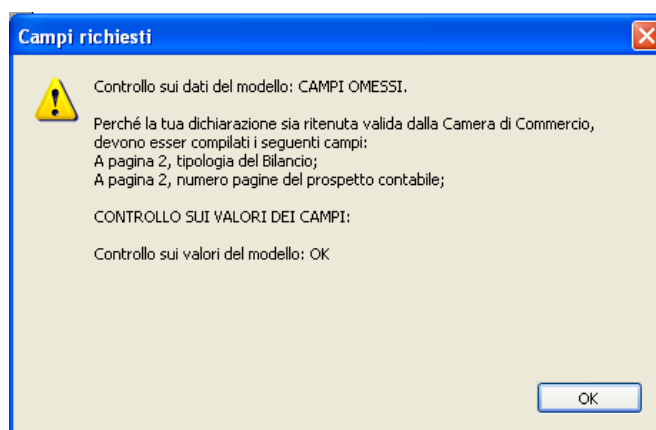 Campi richiesti
Controllo sui dati del modello: CAMPI OMESSI.
Perché la tua dichiarazione sia ritenuta valida dalla Camera di Commercio,
devono esser compilati i seguenti campi:
A pagina 2, tipologia del Bilancio;
A pagina 2, numero pagine del prospetto contabile;
CONTROLLO SUI VALORI DEI CAMPI:
Controllo sui valori del modello: OK
OK